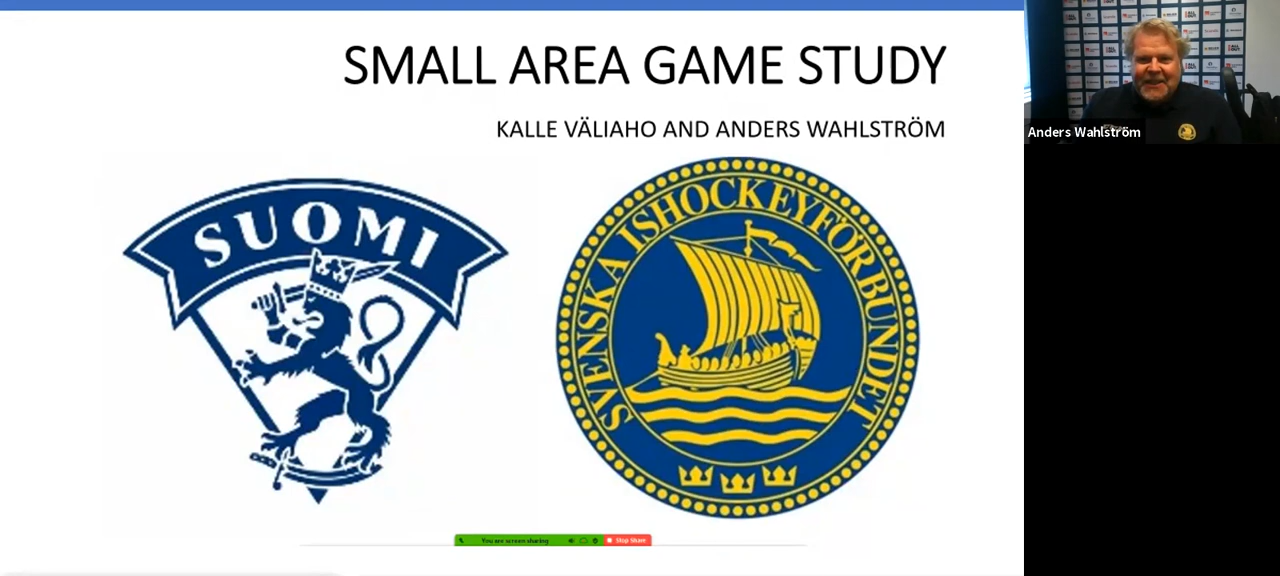 SMALL AREA GAME STUDY
KALLE VÄLIAHO AND ANDERS WAHLSTRÖM
SUOMI
SVENSKA ISHOCKEYFÖRBUNDET
You are screen sharing
Stop Share
Anders Wahlström